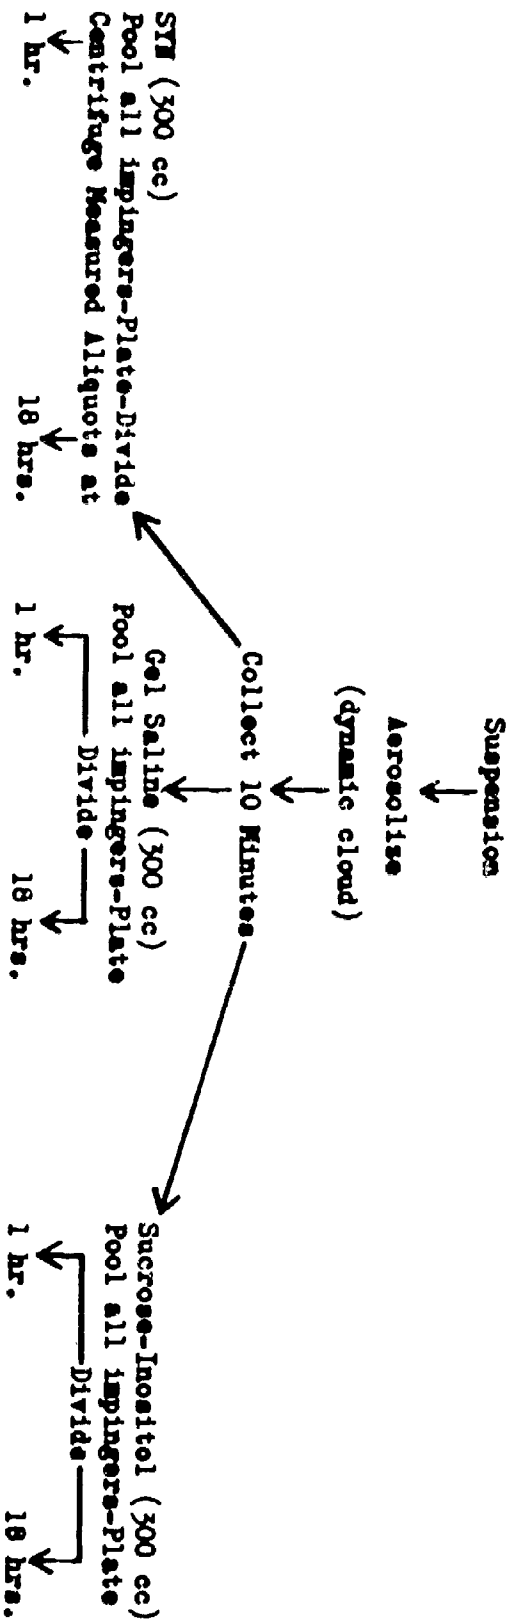 Suspension
Aerosolize
(dynamic cloud)
Collect 10 Minutes
SYM (300 cc)
Pool all impingers-Plate-Divide
Centrifuge Measured Aliquots at
1 hr.
18 hrs.
Gel Saline (300 cc)
Pool all impingers-Plate
Divide
1 hr.
18 hrs.
Sucrose-Inositol (300 cc)
Pool all impingers-Plate
Divide
1 hr.
18 hrs.